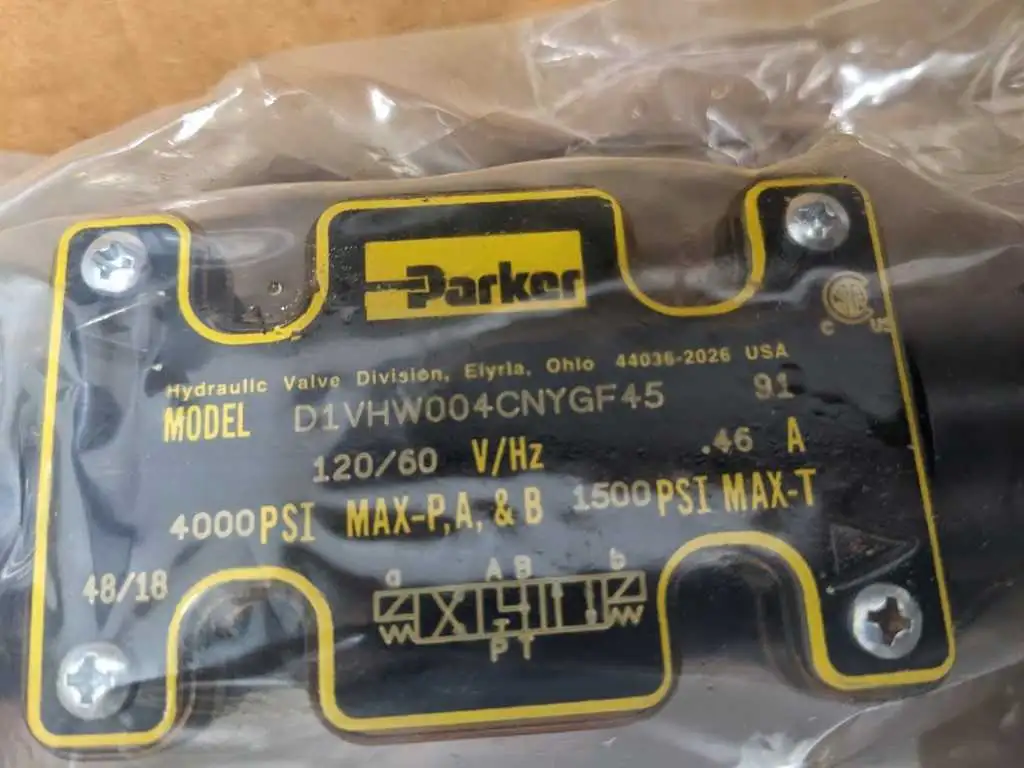 Parker
C US
Hydraulic Valve Division, Elyria, Ohio 44036-2026 USA
MODEL D1VHW004CNYGF45 91
120/60 V/Hz .46 A
4000 PSI MAX-P,A, & B 1500 PSI MAX-T
48/18
a A B b
P T